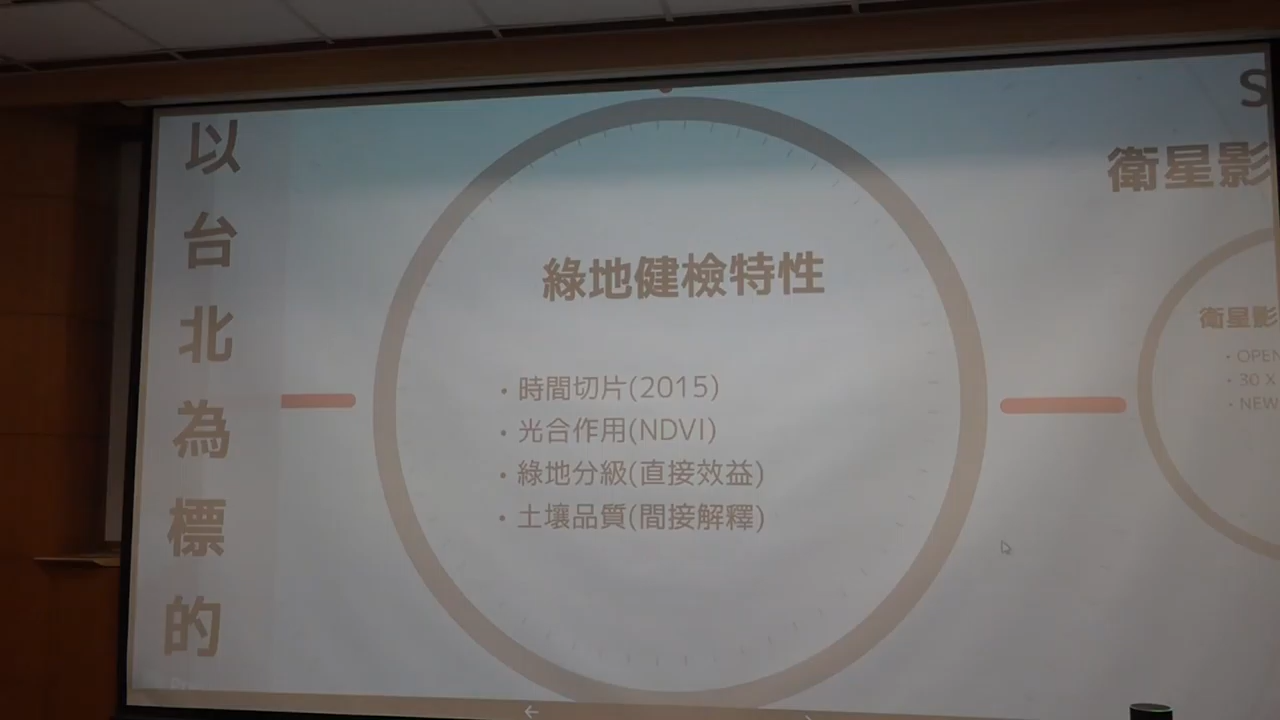 以台北為標的
綠地健檢特性
• 時間切片(2015)
• 光合作用(NDVI)
• 綠地分級(直接效益)
• 土壤品質(間接解釋)
S
衛星影
衛星影
• OPEN
• 30 X
• NEW